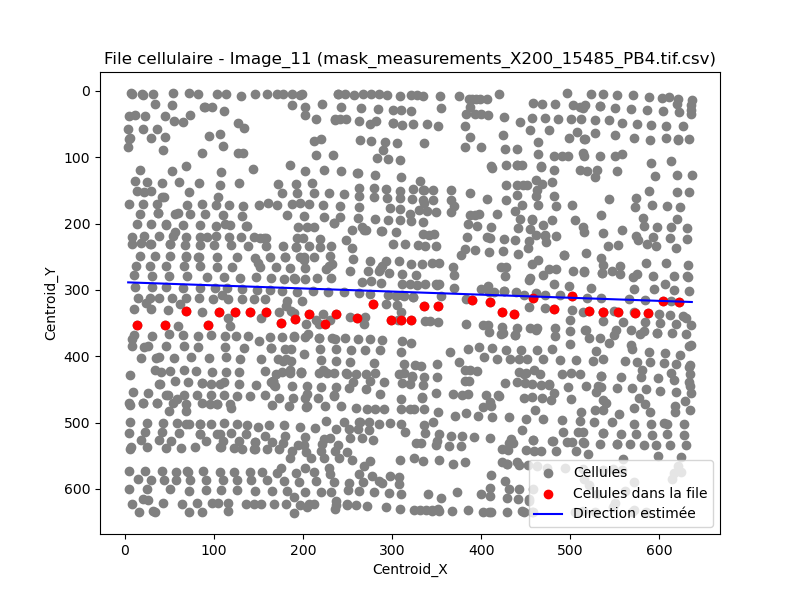 File cellulaire - Image_11 (mask_measurements_X200_15485_PB4.tif.csv)
0
100
200
300
400
500
600
Centroid_Y
Cellules
Cellules dans la file
Direction estimée
0 100 200 300 400 500 600
Centroid_X